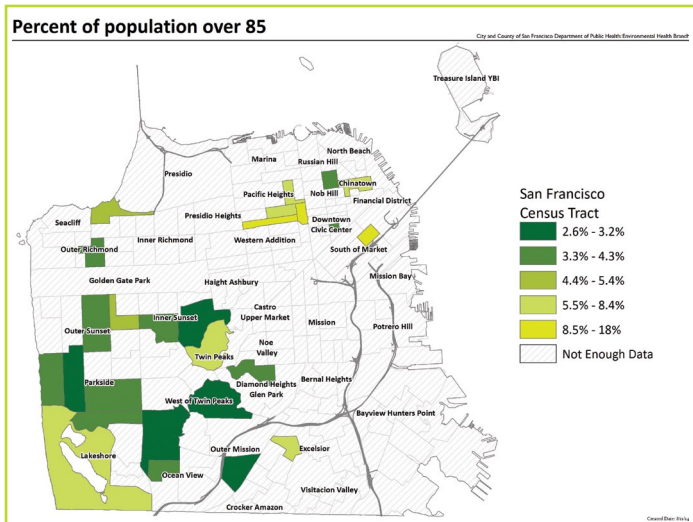 Percent of population over 85
City and County of San Francisco Department of Public Health:Environmental Health Branch
Treasure Island YBI
North Beach
Marina
Russian Hill
Presidio
Chinatown
Pacific Heights
Nob Hill
Financial District
Seacliff
Presidio Heights
Downtown
Civic Center
Inner Richmond
Western Addition
South of Market
Outer Richmond
Mission Bay
Golden Gate Park
Haight Ashbury
Castro
Upper Market
Inner Sunset
Mission
Potrero Hill
Outer Sunset
Noe
Valley
Twin Peaks
Parkside
Diamond Heights
Bernal Heights
Glen Park
West of Twin Peaks
Bayview Hunters Point
Outer Mission
Excelsior
Lakeshore
Ocean View
Visitacion Valley
Crocker Amazon
San Francisco
Census Tract
2.6% - 3.2%
3.3% - 4.3%
4.4% - 5.4%
5.5% - 8.4%
8.5% - 18%
Not Enough Data